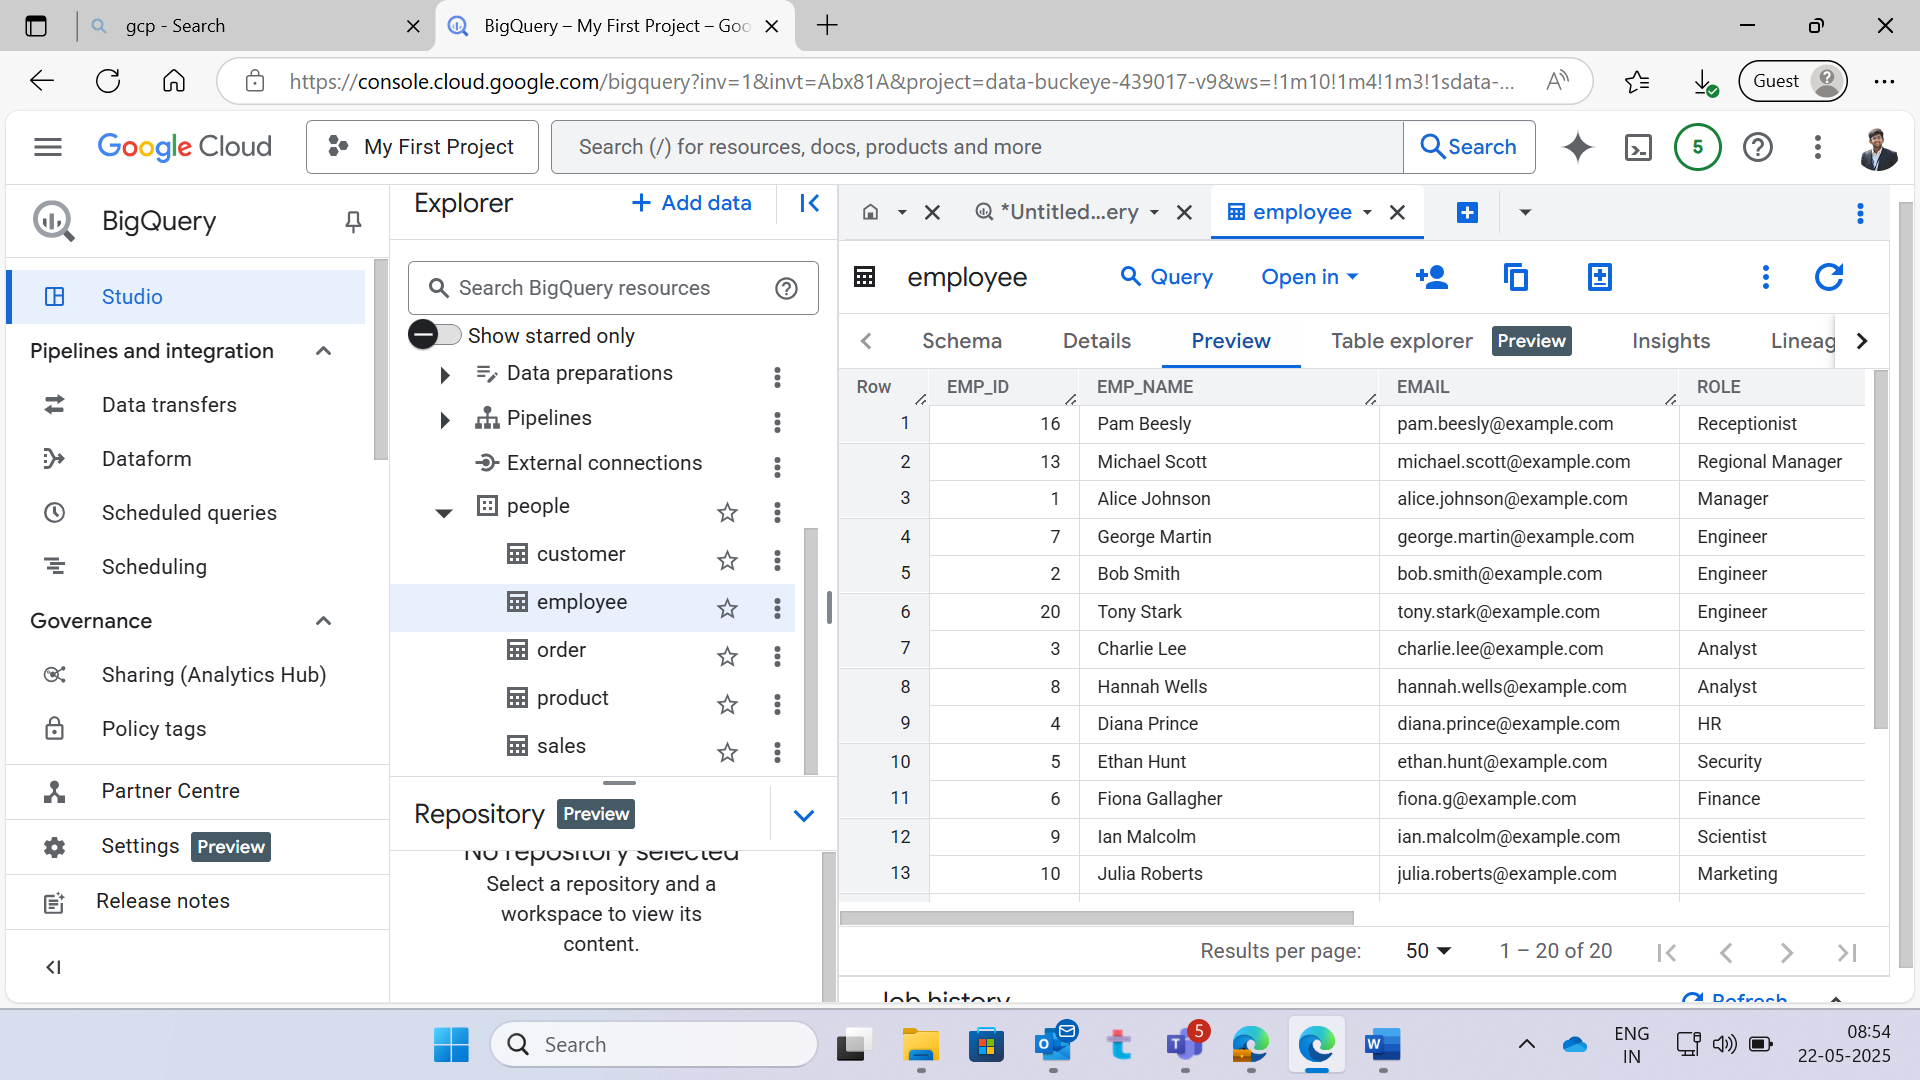 gcp - Search
BigQuery – My First Project – Goo
https://console.cloud.google.com/bigquery?inv=1&invt=Abx81A&project=data-buckeye-439017-v9&ws=!1m10!1m4!1m3!1sdata-...
Guest
Google Cloud
My First Project
Search (/) for resources, docs, products and more
Search
5
BigQuery
Studio
Pipelines and integration
Data transfers
Dataform
Scheduled queries
Scheduling
Governance
Sharing (Analytics Hub)
Policy tags
Partner Centre
Settings Preview
Release notes
Explorer
Add data
Search BigQuery resources
Show starred only
Data preparations
Pipelines
External connections
people
customer
employee
order
product
sales
Repository Preview
No repository selected
Select a repository and a
workspace to view its
content.
*Untitled...ery
employee
employee
Query
Open in
Schema Details Preview Table explorer Preview Insights Lineag
Row EMP_ID EMP_NAME EMAIL ROLE
1 16 Pam Beesly pam.beesly@example.com Receptionist
2 13 Michael Scott michael.scott@example.com Regional Manager
3 1 Alice Johnson alice.johnson@example.com Manager
4 7 George Martin george.martin@example.com Engineer
5 2 Bob Smith bob.smith@example.com Engineer
6 20 Tony Stark tony.stark@example.com Engineer
7 3 Charlie Lee charlie.lee@example.com Analyst
8 8 Hannah Wells hannah.wells@example.com Analyst
9 4 Diana Prince diana.prince@example.com HR
10 5 Ethan Hunt ethan.hunt@example.com Security
11 6 Fiona Gallagher fiona.g@example.com Finance
12 9 Ian Malcolm ian.malcolm@example.com Scientist
13 10 Julia Roberts julia.roberts@example.com Marketing
Results per page: 50 1 – 20 of 20
Job history
Refresh
Search
5
ENG
IN
08:54
22-05-2025